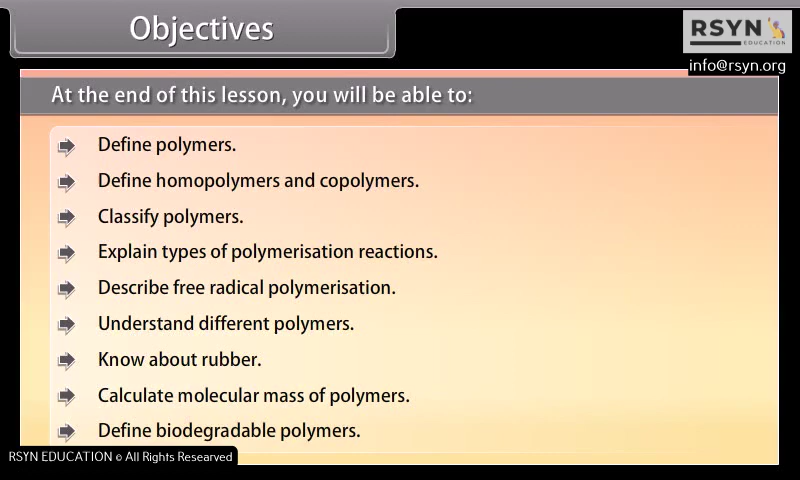 Objectives
RSYN
EDUCATION
info@rsyn.org
At the end of this lesson, you will be able to:
Define polymers.
Define homopolymers and copolymers.
Classify polymers.
Explain types of polymerisation reactions.
Describe free radical polymerisation.
Understand different polymers.
Know about rubber.
Calculate molecular mass of polymers.
Define biodegradable polymers.
RSYN EDUCATION © All Rights Researved